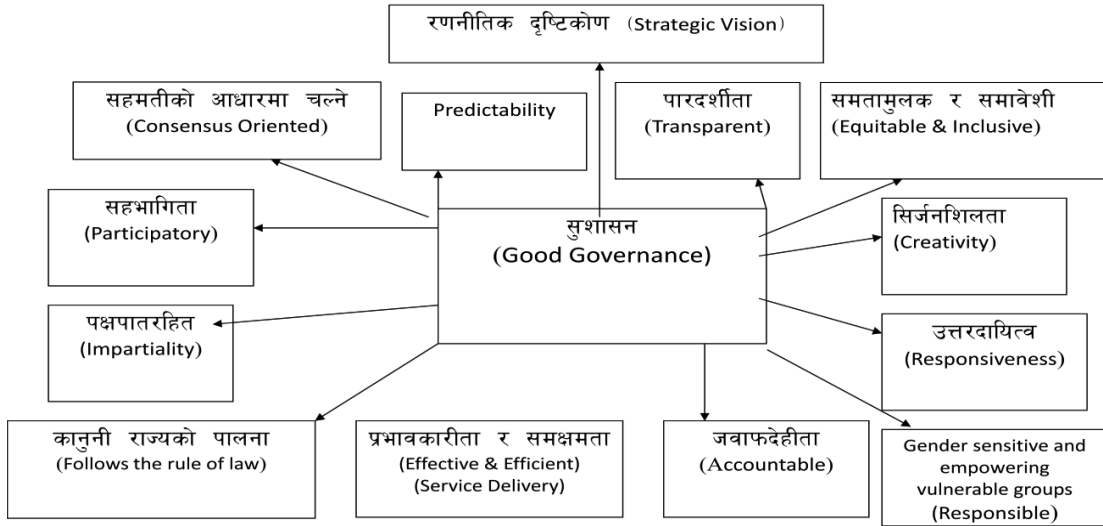 रणनीतिक दृष्टिकोण (Strategic Vision)
सहमतीको आधारमा चल्ने
(Consensus Oriented)
Predictability
पारदर्शीता
(Transparent)
समतामुलक र समावेशी
(Equitable & Inclusive)
सहभागिता
(Participatory)
सुशासन
(Good Governance)
सिर्जनशिलता
(Creativity)
पक्षपातरहित
(Impartiality)
उत्तरदायित्व
(Responsiveness)
कानुनी राज्यको पालना
(Follows the rule of law)
प्रभावकारीता र समक्षमता
(Effective & Efficient)
(Service Delivery)
जवाफदेहीता
(Accountable)
Gender sensitive and
empowering
vulnerable groups
(Responsible)